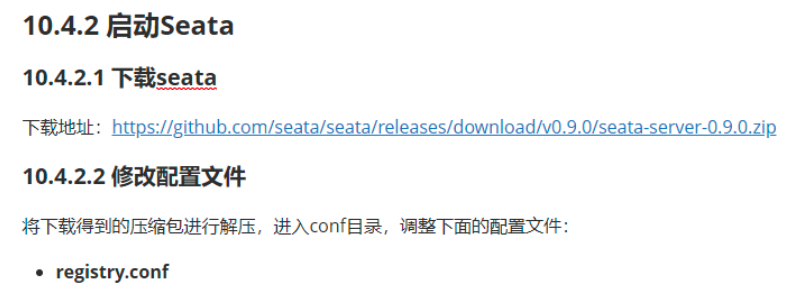 10.4.2 启动Seata
10.4.2.1 下载seata
下载地址：https://github.com/seata/seata/releases/download/v0.9.0/seata-server-0.9.0.zip
10.4.2.2 修改配置文件
将下载得到的压缩包进行解压，进入conf目录，调整下面的配置文件：
• registry.conf